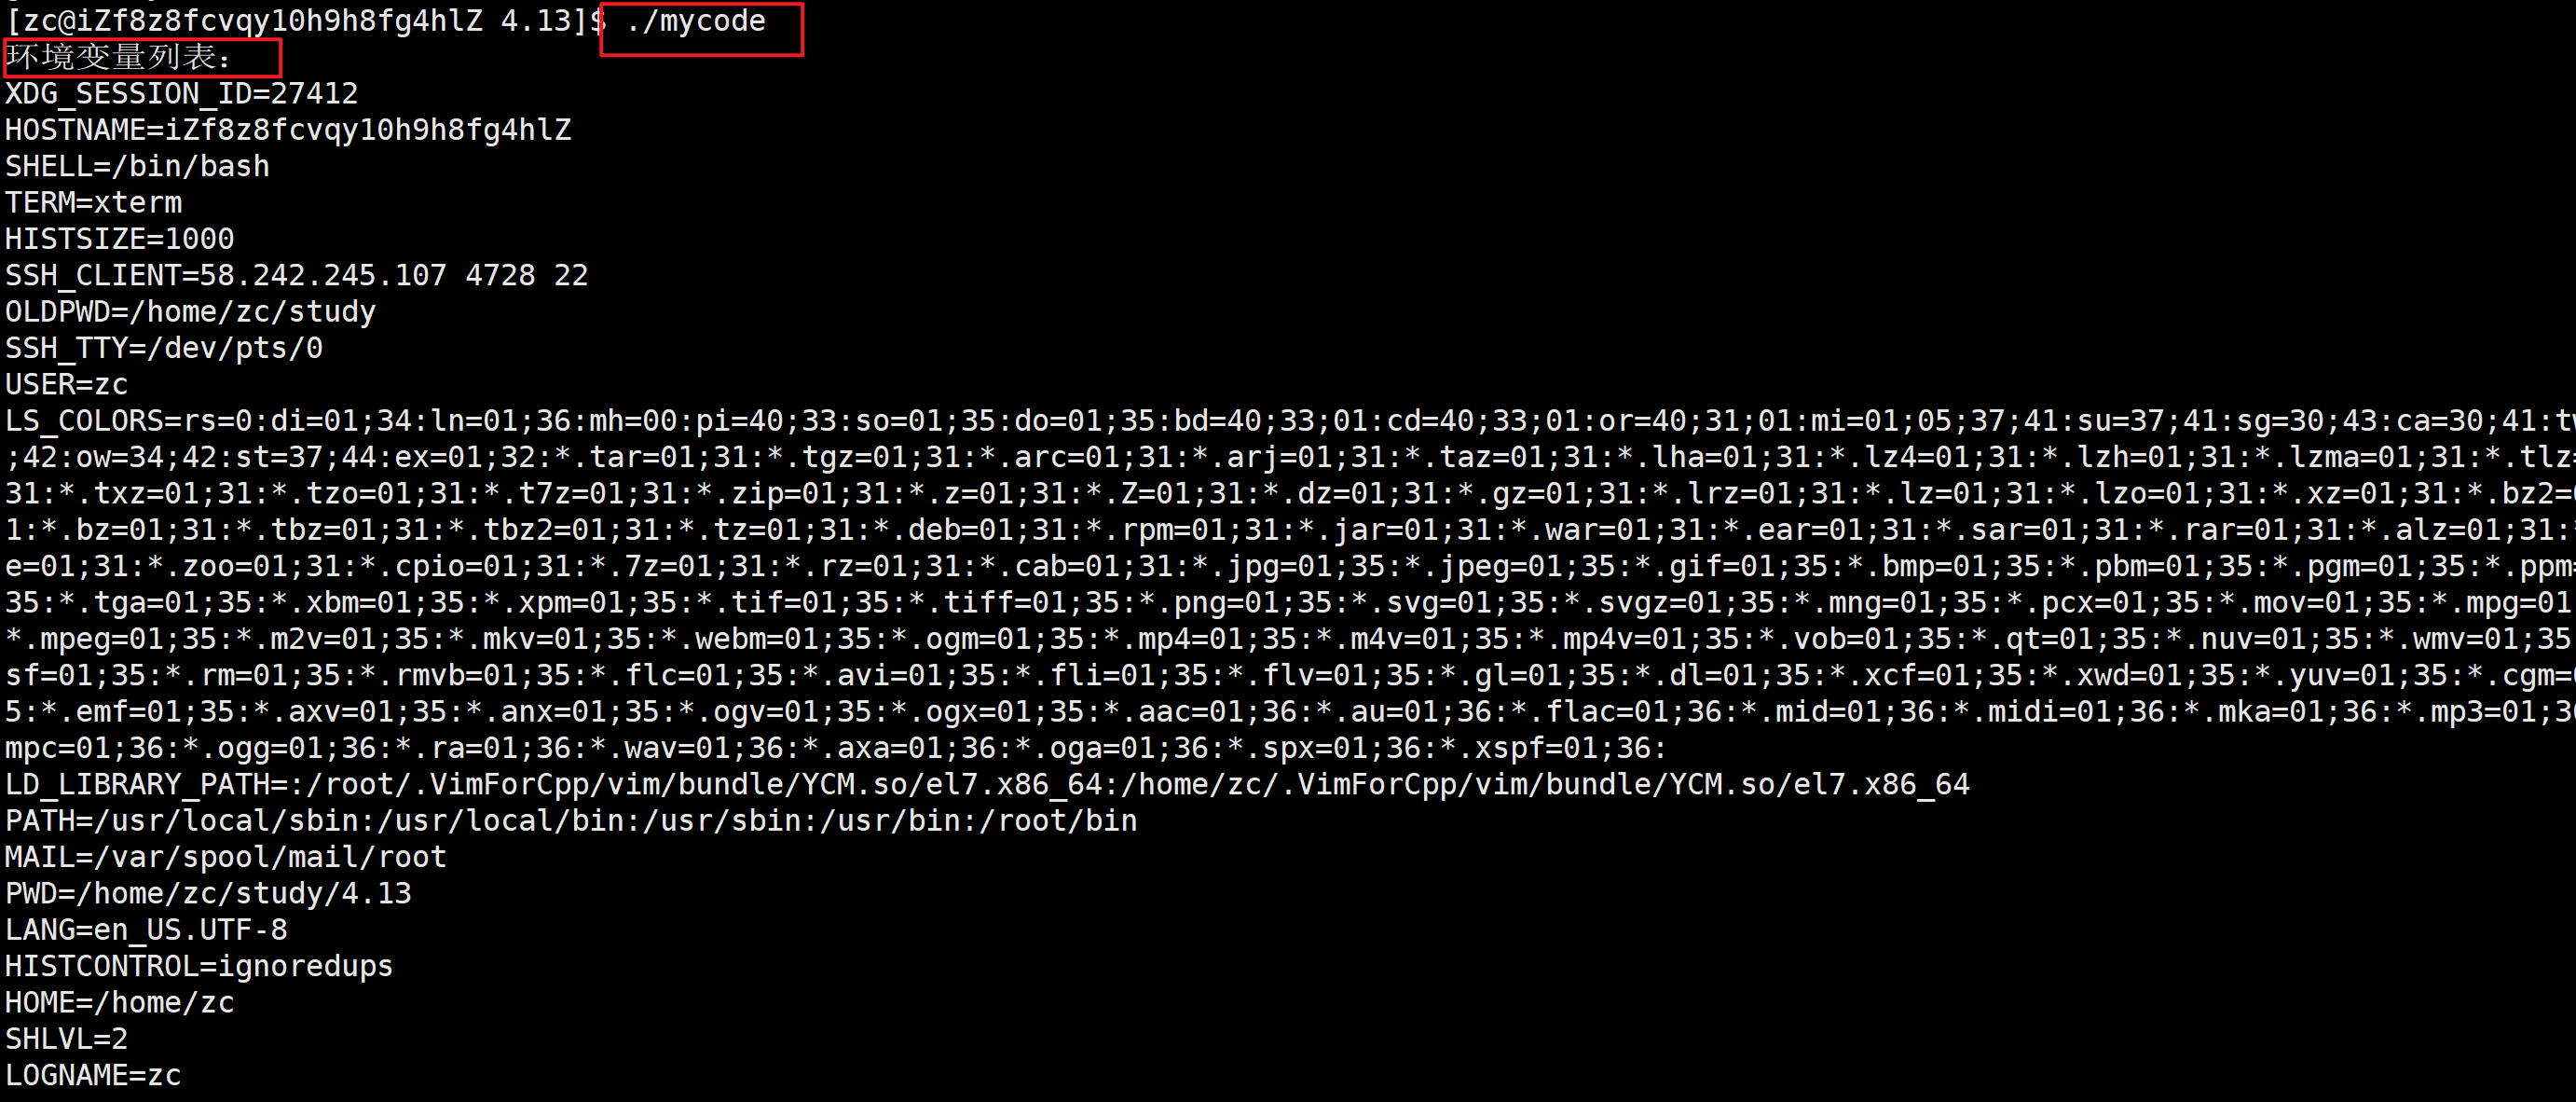 [zc@iZf8z8fcvqy10h9h8fg4hlZ 4.13]$ ./mycode
环境变量列表：
XDG_SESSION_ID=27412
HOSTNAME=iZf8z8fcvqy10h9h8fg4hlZ
SHELL=/bin/bash
TERM=xterm
HISTSIZE=1000
SSH_CLIENT=58.242.245.107 4728 22
OLDPWD=/home/zc/study
SSH_TTY=/dev/pts/0
USER=zc
LS_COLORS=rs=0:di=01;34:ln=01;36:mh=00:pi=40;33:so=01;35:do=01;35:bd=40;33;01:cd=40;33;01:or=40;31;01:mi=01;05;37;41:su=37;41:sg=30;43:ca=30;41:tw
;42:ow=34;42:st=37;44:ex=01;32:*.tar=01;31:*.tgz=01;31:*.arc=01;31:*.arj=01;31:*.taz=01;31:*.lha=01;31:*.lz4=01;31:*.lzh=01;31:*.lzma=01;31:*.tlz=
31:*.txz=01;31:*.tzo=01;31:*.t7z=01;31:*.zip=01;31:*.z=01;31:*.Z=01;31:*.dz=01;31:*.gz=01;31:*.lrz=01;31:*.lz=01;31:*.lzo=01;31:*.xz=01;31:*.bz2=0
1:*.bz=01;31:*.tbz=01;31:*.tbz2=01;31:*.tz=01;31:*.deb=01;31:*.rpm=01;31:*.jar=01;31:*.war=01;31:*.ear=01;31:*.sar=01;31:*.rar=01;31:*.alz=01;31:*
e=01;31:*.zoo=01;31:*.cpio=01;31:*.7z=01;31:*.rz=01;31:*.cab=01;31:*.jpg=01;35:*.jpeg=01;35:*.gif=01;35:*.bmp=01;35:*.pbm=01;35:*.pgm=01;35:*.ppm=
35:*.tga=01;35:*.xbm=01;35:*.xpm=01;35:*.tif=01;35:*.tiff=01;35:*.png=01;35:*.svg=01;35:*.svgz=01;35:*.mng=01;35:*.pcx=01;35:*.mov=01;35:*.mpg=01
*.mpeg=01;35:*.m2v=01;35:*.mkv=01;35:*.webm=01;35:*.ogm=01;35:*.mp4=01;35:*.m4v=01;35:*.mp4v=01;35:*.vob=01;35:*.qt=01;35:*.nuv=01;35:*.wmv=01;35
sf=01;35:*.rm=01;35:*.rmvb=01;35:*.flc=01;35:*.avi=01;35:*.fli=01;35:*.flv=01;35:*.gl=01;35:*.dl=01;35:*.xcf=01;35:*.xwd=01;35:*.yuv=01;35:*.cgm=0
5:*.emf=01;35:*.axv=01;35:*.anx=01;35:*.ogv=01;35:*.ogx=01;35:*.aac=01;36:*.au=01;36:*.flac=01;36:*.mid=01;36:*.midi=01;36:*.mka=01;36:*.mp3=01;36
mpc=01;36:*.ogg=01;36:*.ra=01;36:*.wav=01;36:*.axa=01;36:*.oga=01;36:*.spx=01;36:*.xspf=01;36:
LD_LIBRARY_PATH=:/root/.VimForCpp/vim/bundle/YCM.so/el7.x86_64:/home/zc/.VimForCpp/vim/bundle/YCM.so/el7.x86_64
PATH=/usr/local/sbin:/usr/local/bin:/usr/sbin:/usr/bin:/root/bin
MAIL=/var/spool/mail/root
PWD=/home/zc/study/4.13
LANG=en_US.UTF-8
HISTCONTROL=ignoredups
HOME=/home/zc
SHLVL=2
LOGNAME=zc